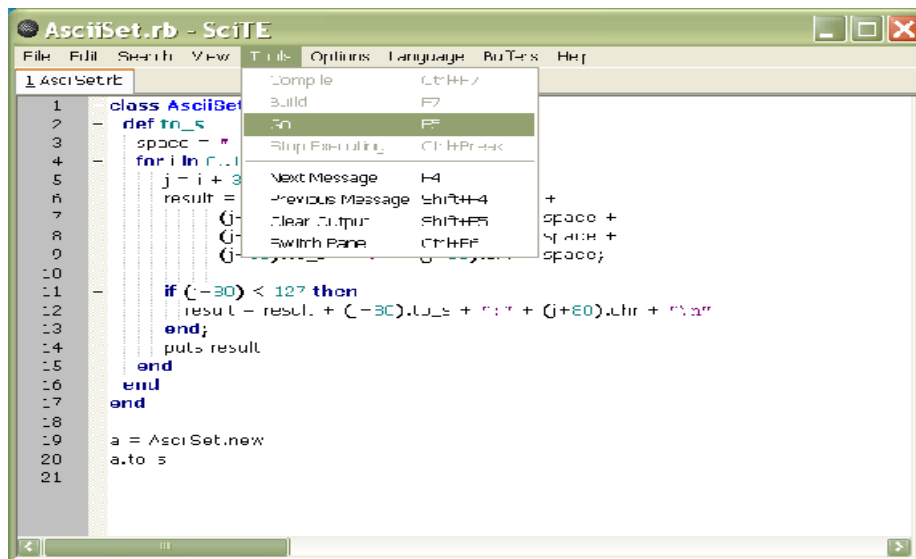 AsciiSet.rb - SciTE
File Edit Search View Tools Options Language Buffers Help
1 AsciiSet.rb
Compile Ctrl+F7
Build F7
Go F5
Stop Executing Ctrl+Break
Next Message F4
Previous Message Shift+F4
Clear Output Shift+F5
Switch Pane Ctrl+F6
1 class AsciiSet
2 def to_s
3 space = "
4 for i in
5 j = i + 3
6 result = +
7 (j- space +
8 (j- space +
9 (j- space;
10
11 if ( < 127 then
12 result = result + + ":" + (j+80).chr + "\n"
13 end;
14 puts result
15 end
16 end
17 end
18
19 a = AsciiSet.new
20 a.to_s
21